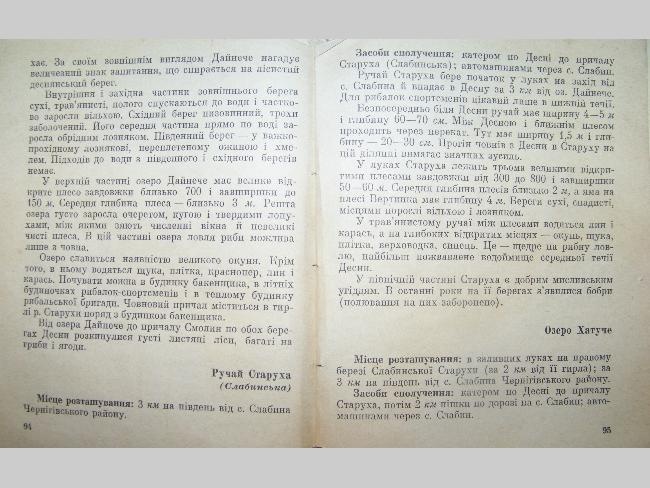 хає. За своїм зовнішнім виглядом Дайнече нагадує
величезний знак запитання, що спирається на лісистий
деснянський берег.
Внутрішня і західна частини зовнішнього берега
сухі, трав'янисті, полого спускаються до води і частко-
во заросли вільхою. Східний берег низовинний, трохи
заболочений. Його середня частина прямо по воді за-
росла обрідним лозняком. Південний берег — у важко-
прохідному лознякові, переплетеному ожиною і хме-
лем. Підходів до води з південного і східного берегів
немає.
У верхній частині озеро Дайнече має велике від-
крите плесо завдовжки близько 700 і завширшки до
150 м. Середня глибина плеса — близько 3 м. Решта
озера густо заросла очеретом, кугою і твердими лопу-
хами, між якими зяють численні вікна й невеликі
чисті плеса. В цій частині озера ловля риби можлива
лише з човна.
Озеро славиться наявністю великого окуня. Крім
того, в ньому водяться щука, плітка, краснопер, лин і
карась. Ночувати можна в будинку бакенщика, в літніх
будиночках рибалок-спортсменів і в теплому будинку
рибальської бригади. Човновий причал міститься в гир-
лі р. Старухи поряд з будинком бакенщика.
Від озера Дайнече до причалу Смолин по обох бере-
гах Десни розкинулися густі листяні ліси, багаті на
гриби і ягоди.
Ручай Старуха
(Слабинська)
Місце розташування: 3 км на південь від с. Слабина
Чернігівського району.
94
Засоби сполучення: катером по Десні до причалу
Старуха (Слабинська); автомашинами через с. Слабин.
Ручай Старуха бере початок у луках на захід від
с. Слабина й впадає в Десну за 3 км від оз. Дайнече.
Для рибалок спортсменів цікавий лише в нижній течії.
Безпосередньо біля Десни ручай має ширину 4—5 м
і глибину 60—70 см. Між Десною і ближнім плесом
проходить через перекат. Тут має ширину 1,5 м і гли-
бину — 20—30 см. Прогін човнів з Десни в Старуху на
цій ділянці вимагає значних зусиль.
У луках Старуха лежить трьома великими відкри-
тими плесами завдовжки від 300 до 800 і завширшки
50—60 м. Середня глибина плесів близько 2 м, а яма на
плесі Вертинка має глибину 4 м. Береги сухі, спадисті,
місцями порослі вільхою і лозняком.
У трав'янистому ручаї між плесами водяться лин і
карась, а на глибоких відкритих місцях — окунь, щука,
плітка, верховодка, синець. Це — щедре на рибну лов-
лю, найбільш поважаване водоймище середньої течії
Десни.
У північній частині Старуха є добрим мисливським
угіддям. В останні роки на її берегах з'явилися бобри
(полювання на них заборонено).
Озеро Хатуче
Місце розташування: в заливних луках на правому
березі Слабинської Старухи (за 2 км від її гирла); за
3 км на південь від с. Слабина Чернігівського району.
Засоби сполучення: катером по Десні до причалу
Старуха, потім 2 км пішки по дорозі на с. Слабин; авто-
машинами через с. Слабин.
95